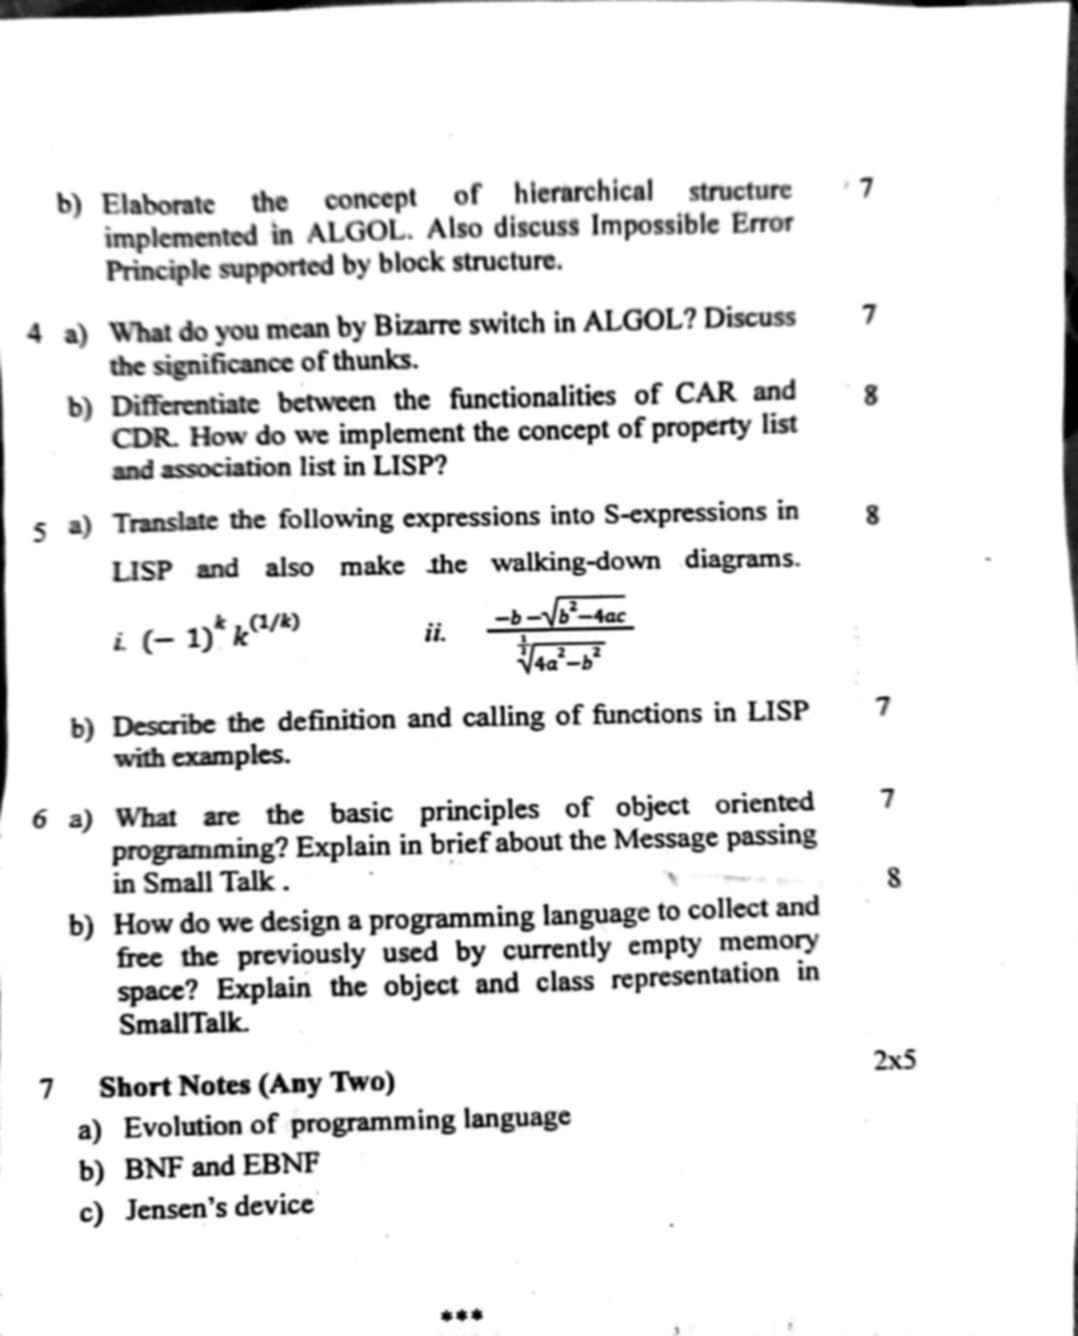 b) Elaborate the concept of hierarchical structure 7
implemented in ALGOL. Also discuss Impossible Error
Principle supported by block structure.
4 a) What do you mean by Bizarre switch in ALGOL? Discuss 7
the significance of thunks.
b) Differentiate between the functionalities of CAR and 8
CDR. How do we implement the concept of property list
and association list in LISP?
5 a) Translate the following expressions into S-expressions in 8
LISP and also make the walking-down diagrams.
i. (− 1)^k k^(1/k) ii. (−b−√(b²−4ac))/(√(4a²−b²))
b) Describe the definition and calling of functions in LISP 7
with examples.
6 a) What are the basic principles of object oriented 7
programming? Explain in brief about the Message passing
in Small Talk .
b) How do we design a programming language to collect and 8
free the previously used by currently empty memory
space? Explain the object and class representation in
SmallTalk.
7 Short Notes (Any Two) 2x5
a) Evolution of programming language
b) BNF and EBNF
c) Jensen's device
***